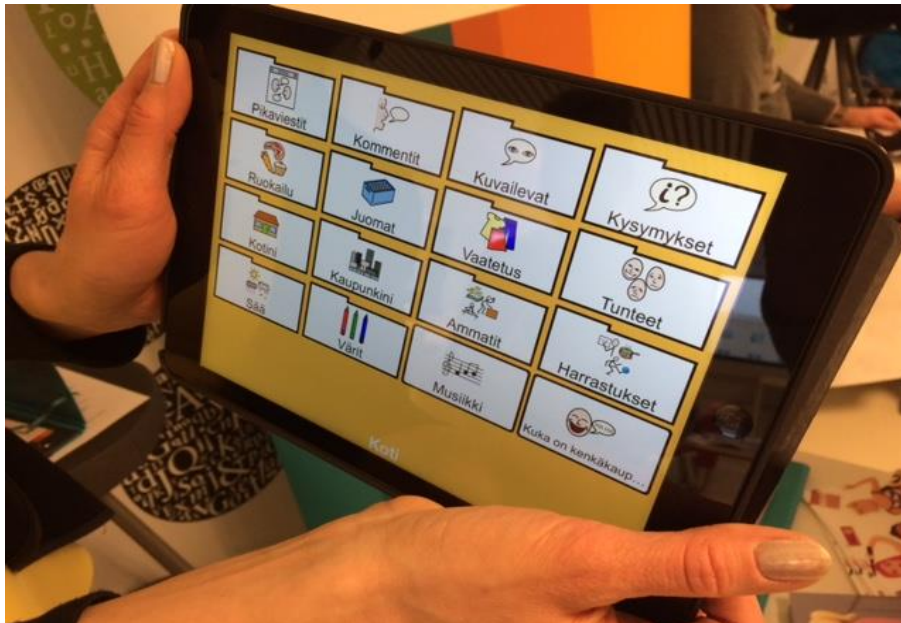 Pikaviestit
Kommentit
Kuvailevat
i?
Kysymykset
Ruokailu
Juomat
Vaatetus
Tunteet
Kotini
Kaupunkini
Ammatit
Harrastukset
Sää
Värit
Musiikki
Kuka on kenkäkaup...
Koti